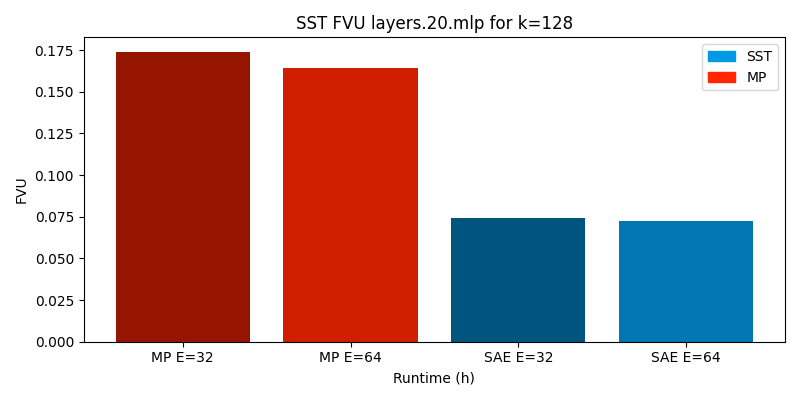 SST FVU layers.20.mlp for k=128
SST
MP
0.175
0.150
0.125
0.100
0.075
0.050
0.025
0.000
FVU
MP E=32
MP E=64
SAE E=32
SAE E=64
Runtime (h)